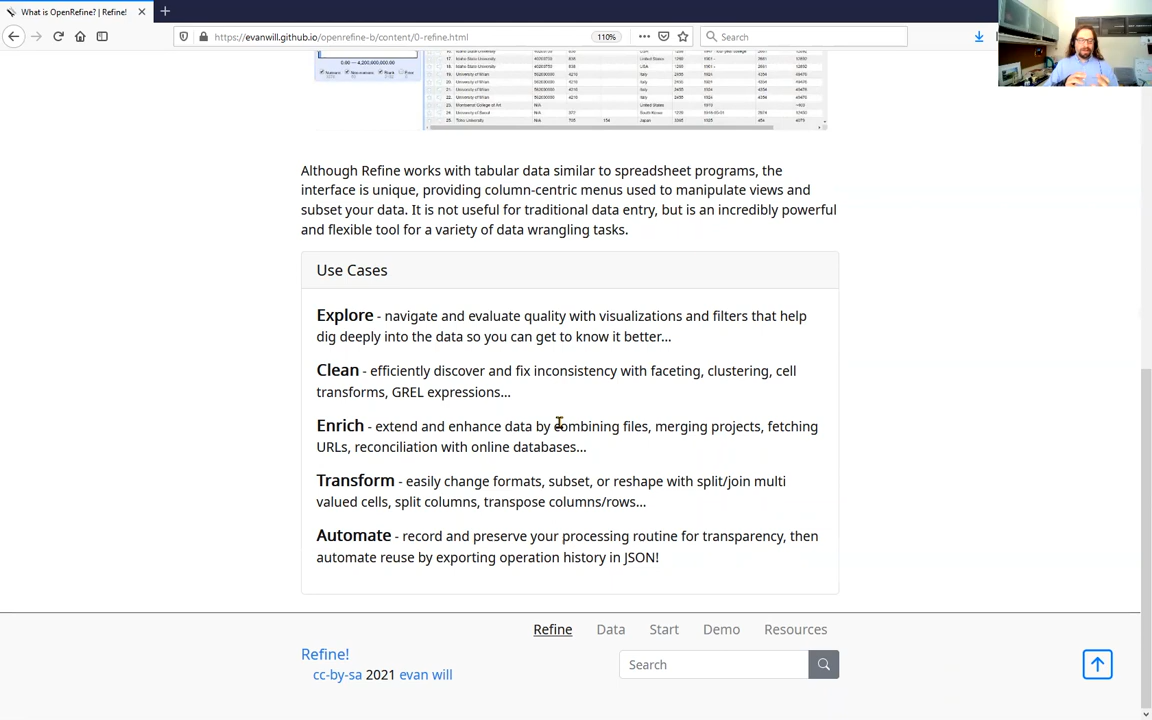 What is OpenRefine? | Refine!
https://evanwill.github.io/openrefine-b/content/0-refine.html
110%
Search
0.00 — 4,200,000,000.00
Although Refine works with tabular data similar to spreadsheet programs, the
interface is unique, providing column-centric menus used to manipulate views and
subset your data. It is not useful for traditional data entry, but is an incredibly powerful
and flexible tool for a variety of data wrangling tasks.
Use Cases
Explore - navigate and evaluate quality with visualizations and filters that help
dig deeply into the data so you can get to know it better...
Clean - efficiently discover and fix inconsistency with faceting, clustering, cell
transforms, GREL expressions...
Enrich - extend and enhance data by combining files, merging projects, fetching
URLs, reconciliation with online databases...
Transform - easily change formats, subset, or reshape with split/join multi
valued cells, split columns, transpose columns/rows...
Automate - record and preserve your processing routine for transparency, then
automate reuse by exporting operation history in JSON!
Refine Data Start Demo Resources
Refine!
Search
cc-by-sa 2021 evan will